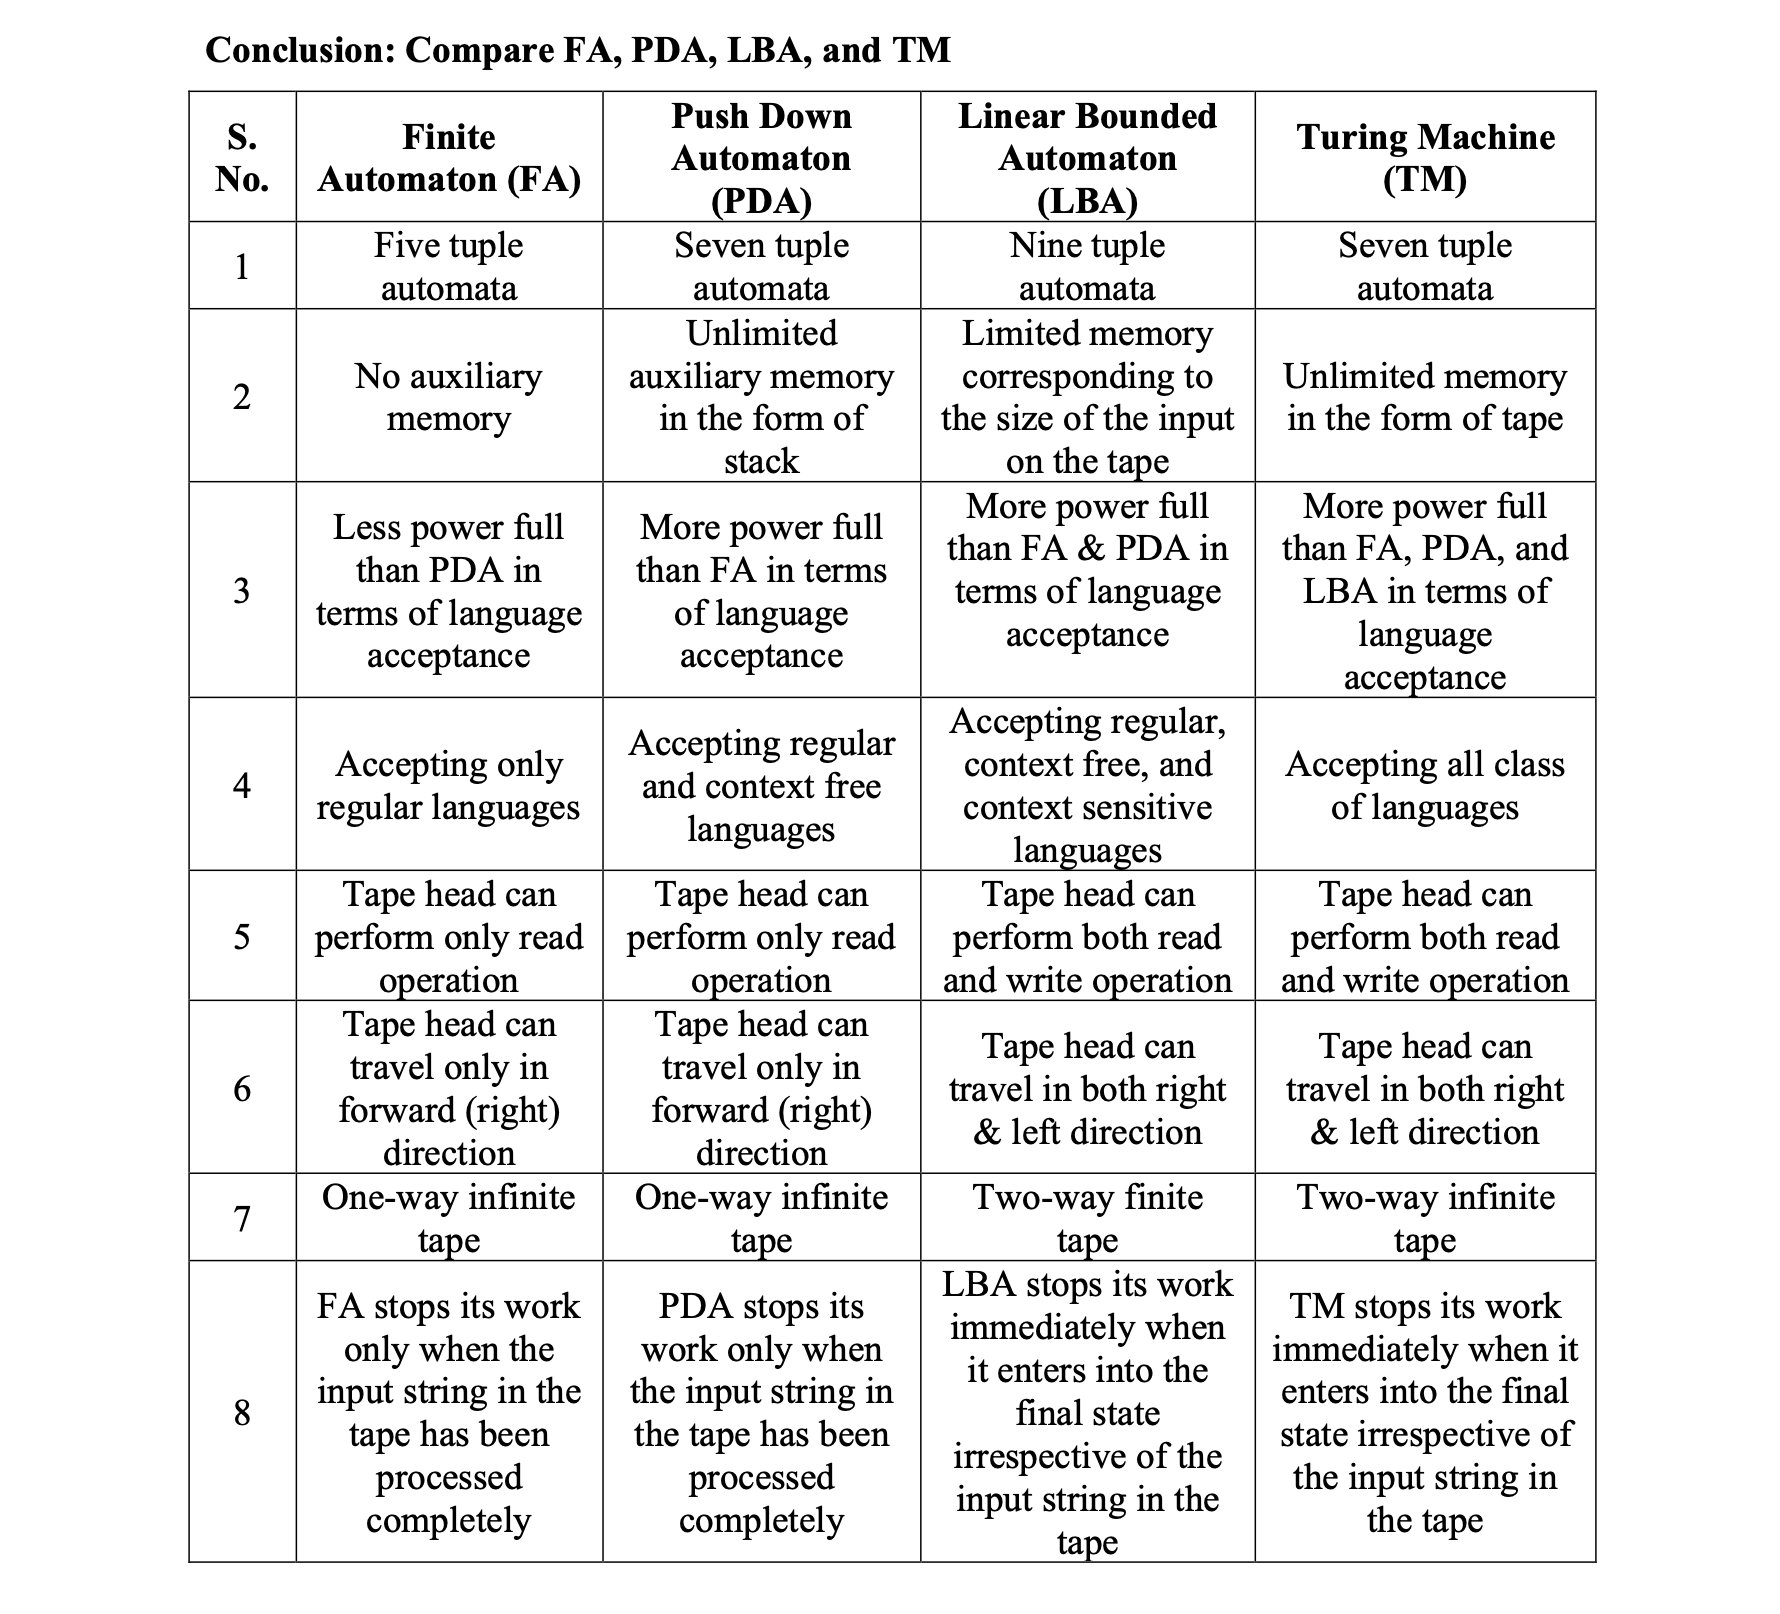 Conclusion: Compare FA, PDA, LBA, and TM
S.
No.
Finite
Automaton (FA)
Push Down
Automaton
(PDA)
Linear Bounded
Automaton
(LBA)
Turing Machine
(TM)
1
Five tuple
automata
Seven tuple
automata
Nine tuple
automata
Seven tuple
automata
2
No auxiliary
memory
Unlimited
auxiliary memory
in the form of
stack
Limited memory
corresponding to
the size of the input
on the tape
Unlimited memory
in the form of tape
3
Less power full
than PDA in
terms of language
acceptance
More power full
than FA in terms
of language
acceptance
More power full
than FA & PDA in
terms of language
acceptance
More power full
than FA, PDA, and
LBA in terms of
language
acceptance
4
Accepting only
regular languages
Accepting regular
and context free
languages
Accepting regular,
context free, and
context sensitive
languages
Accepting all class
of languages
5
Tape head can
perform only read
operation
Tape head can
perform only read
operation
Tape head can
perform both read
and write operation
Tape head can
perform both read
and write operation
6
Tape head can
travel only in
forward (right)
direction
Tape head can
travel only in
forward (right)
direction
Tape head can
travel in both right
& left direction
Tape head can
travel in both right
& left direction
7
One-way infinite
tape
One-way infinite
tape
Two-way finite
tape
Two-way infinite
tape
8
FA stops its work
only when the
input string in the
tape has been
processed
completely
PDA stops its
work only when
the input string in
the tape has been
processed
completely
LBA stops its work
immediately when
it enters into the
final state
irrespective of the
input string in the
tape
TM stops its work
immediately when it
enters into the final
state irrespective of
the input string in
the tape